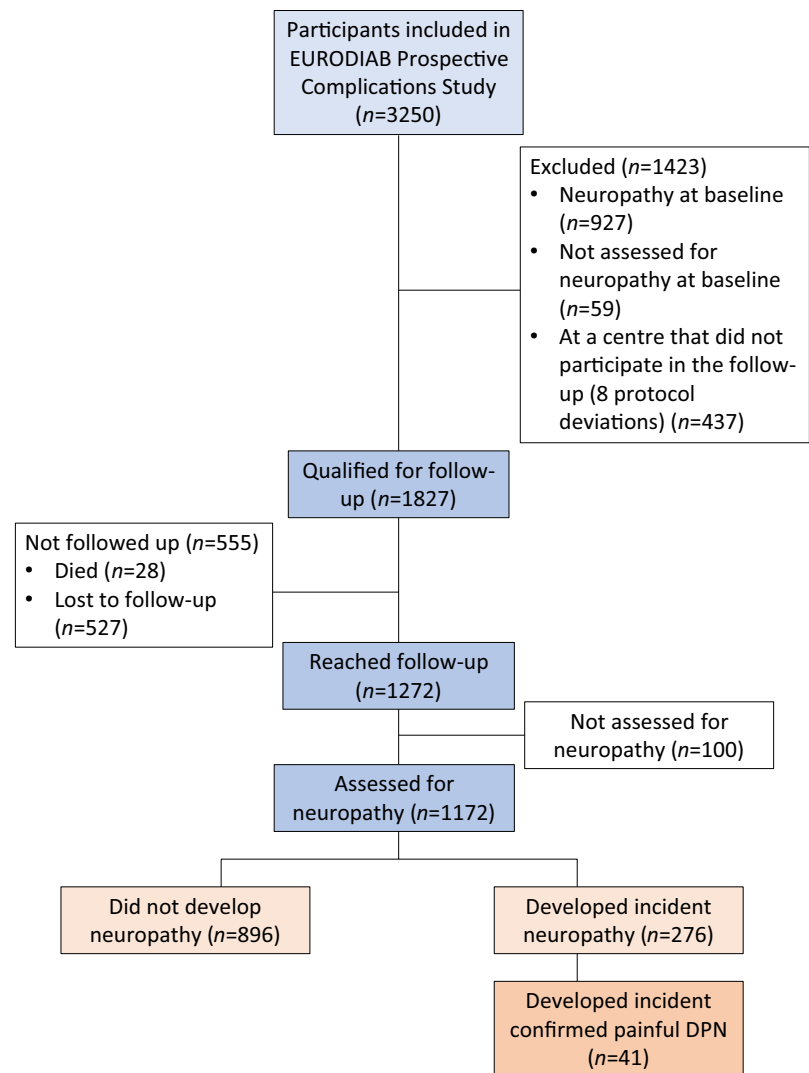 Participants included in
EURODIAB Prospective
Complications Study
(n=3250)
Excluded (n=1423)
• Neuropathy at baseline
(n=927)
• Not assessed for
neuropathy at baseline
(n=59)
• At a centre that did not
participate in the follow-
up (8 protocol
deviations) (n=437)
Qualified for follow-
up (n=1827)
Not followed up (n=555)
• Died (n=28)
• Lost to follow-up
(n=527)
Reached follow-up
(n=1272)
Not assessed for
neuropathy (n=100)
Assessed for
neuropathy (n=1172)
Did not develop
neuropathy (n=896)
Developed incident
neuropathy (n=276)
Developed incident
confirmed painful DPN
(n=41)